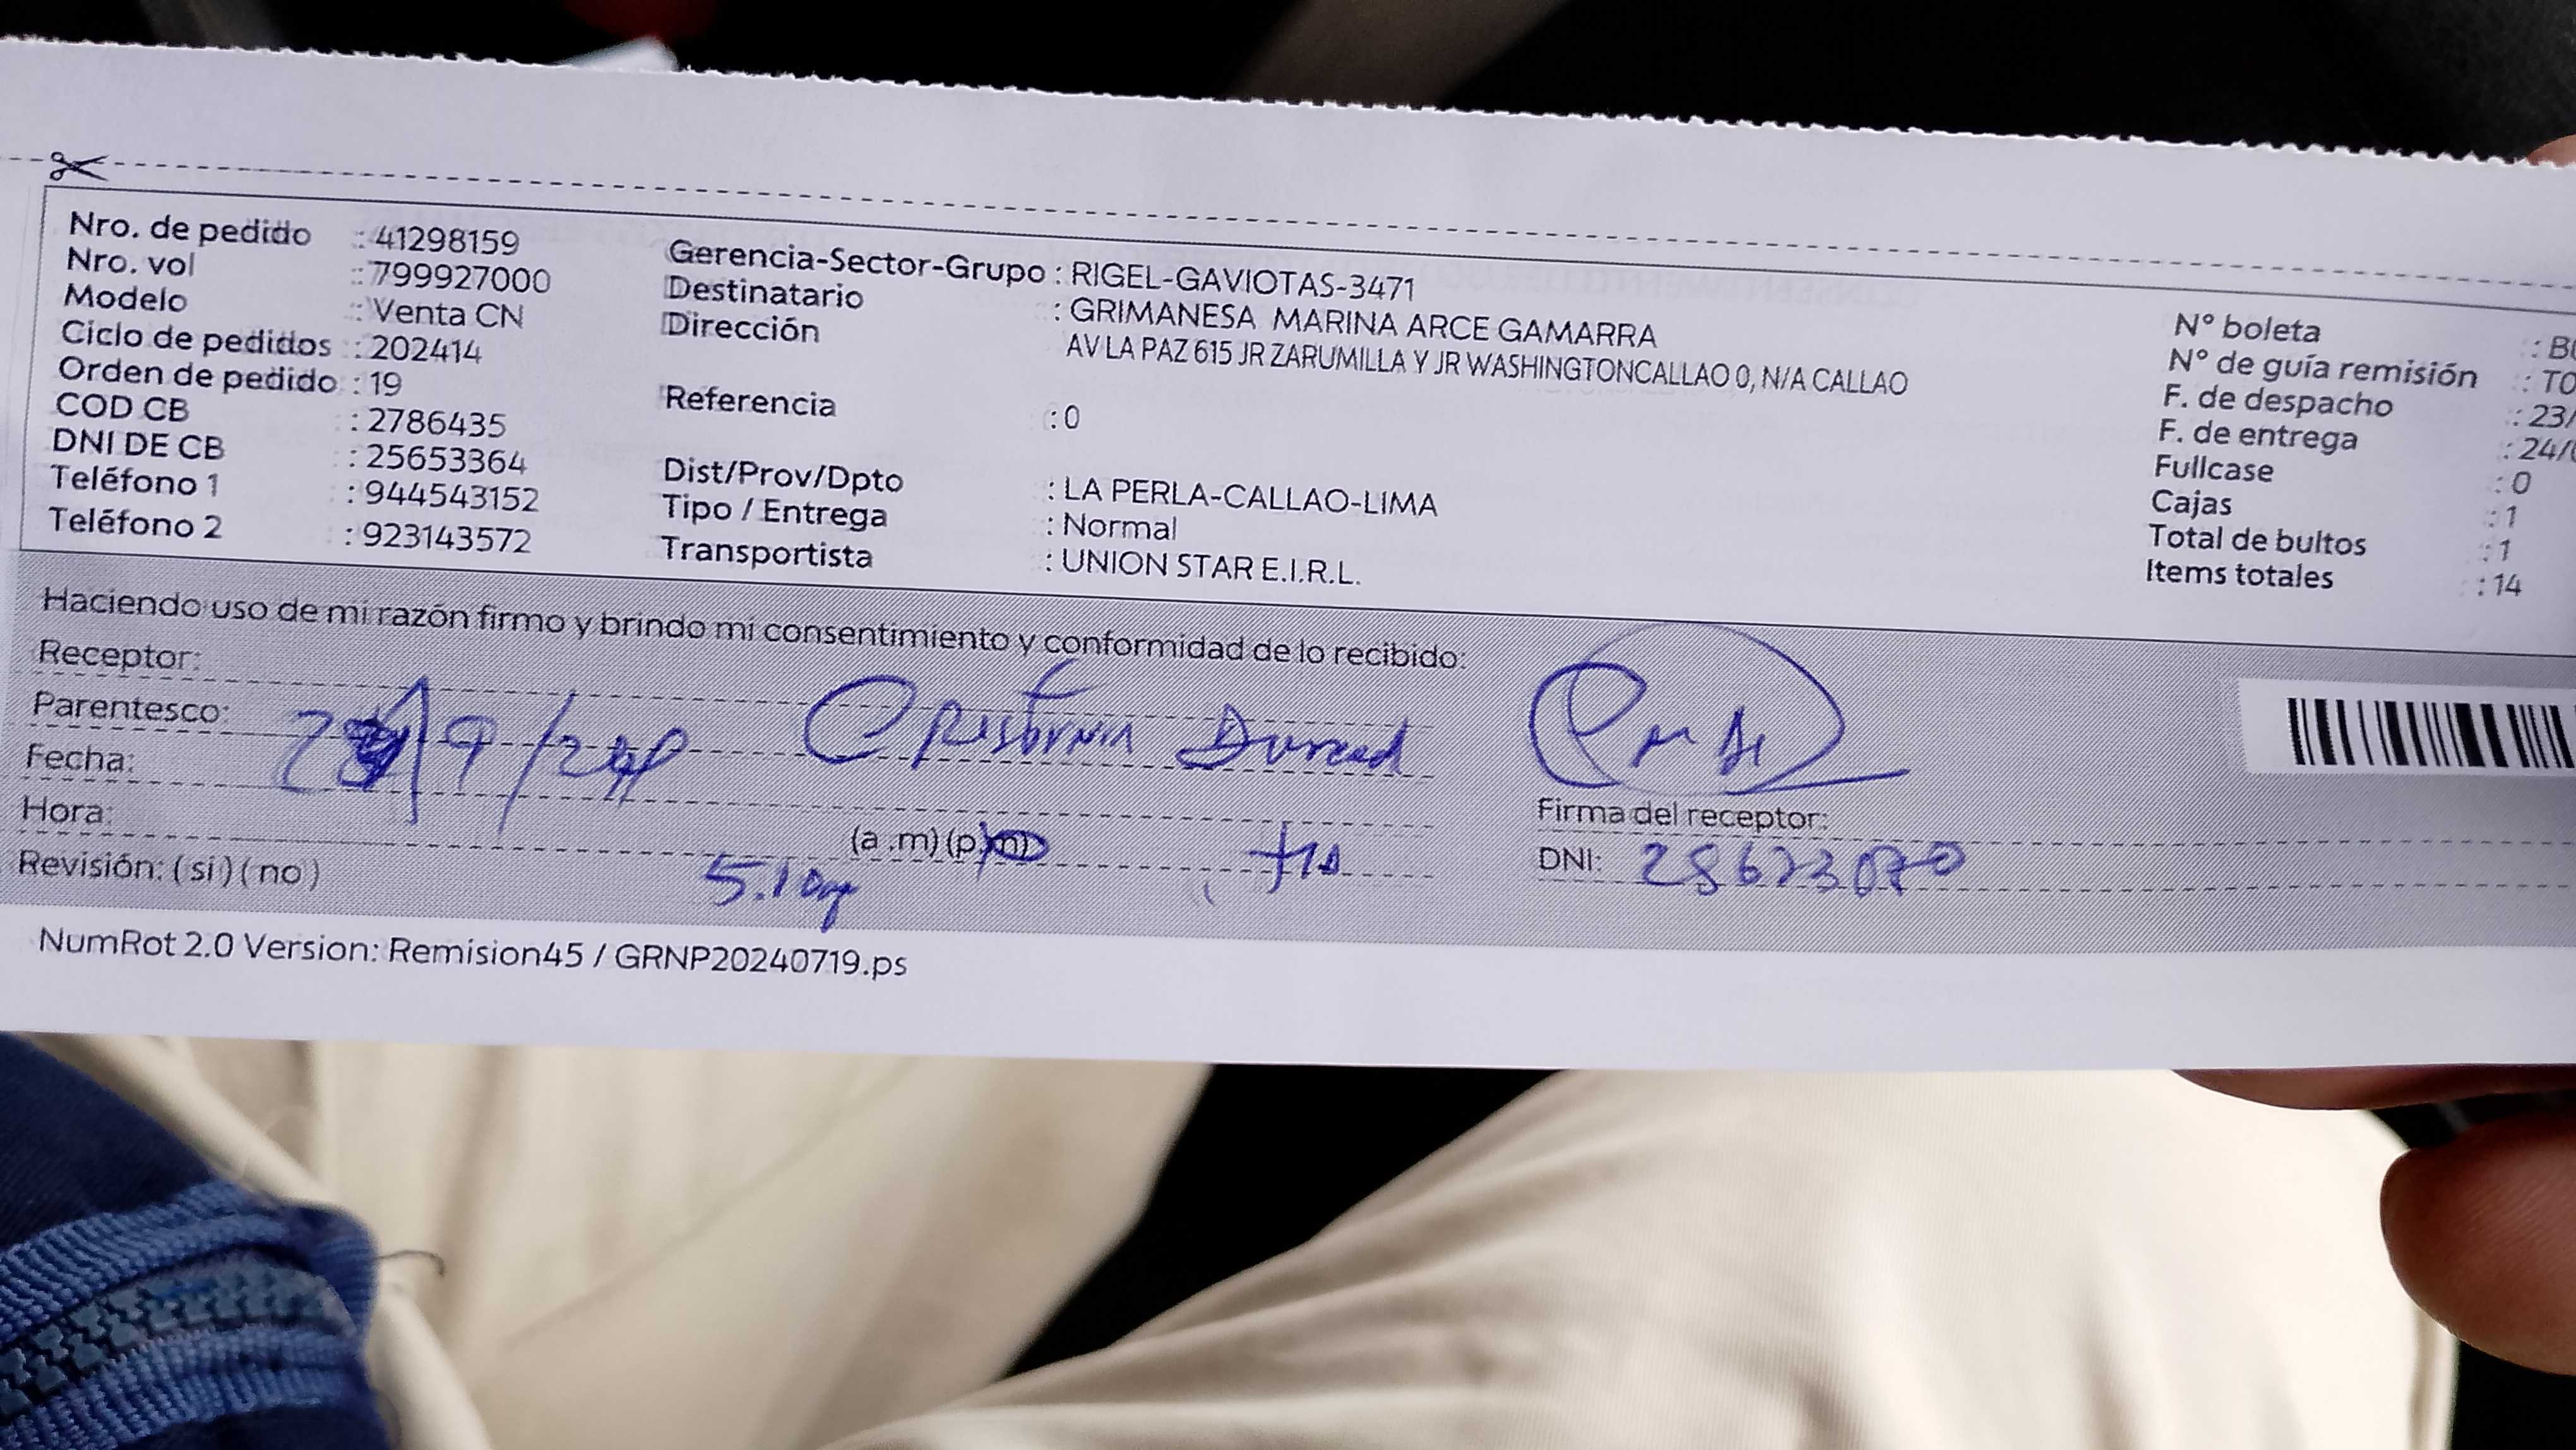 Nro. de pedido : 41298159
Nro. vol : 799927000
Modelo : Venta CN
Ciclo de pedidos : 202414
Orden de pedido : 19
COD CB : 2786435
DNI DE CB : 25653364
Teléfono 1 : 944543152
Teléfono 2 : 923143572
Gerencia-Sector-Grupo : RIGEL-GAVIOTAS-3471
Destinatario : GRIMANESA MARINA ARCE GAMARRA
Dirección AV LA PAZ 615 JR ZARUMILLA Y JR WASHINGTONCALLAO 0, N/A CALLAO
Referencia : 0
Dist/Prov/Dpto : LA PERLA-CALLAO-LIMA
Tipo / Entrega : Normal
Transportista : UNION STAR E.I.R.L.
N° boleta : B
N° de guía remisión : T0
F. de despacho : 23/
F. de entrega : 24/
Fullcase : 0
Cajas : 1
Total de bultos : 1
Items totales : 14
Haciendo uso de mi razón firmo y brindo mi consentimiento y conformidad de lo recibido:
Receptor:
Parentesco:
Fecha:
Hora: (a .m) (p.m)
Revisión: ( si ) ( no )
5.10
Firma del receptor:
DNI:
NumRot 2.0 Version: Remision45 / GRNP20240719.ps